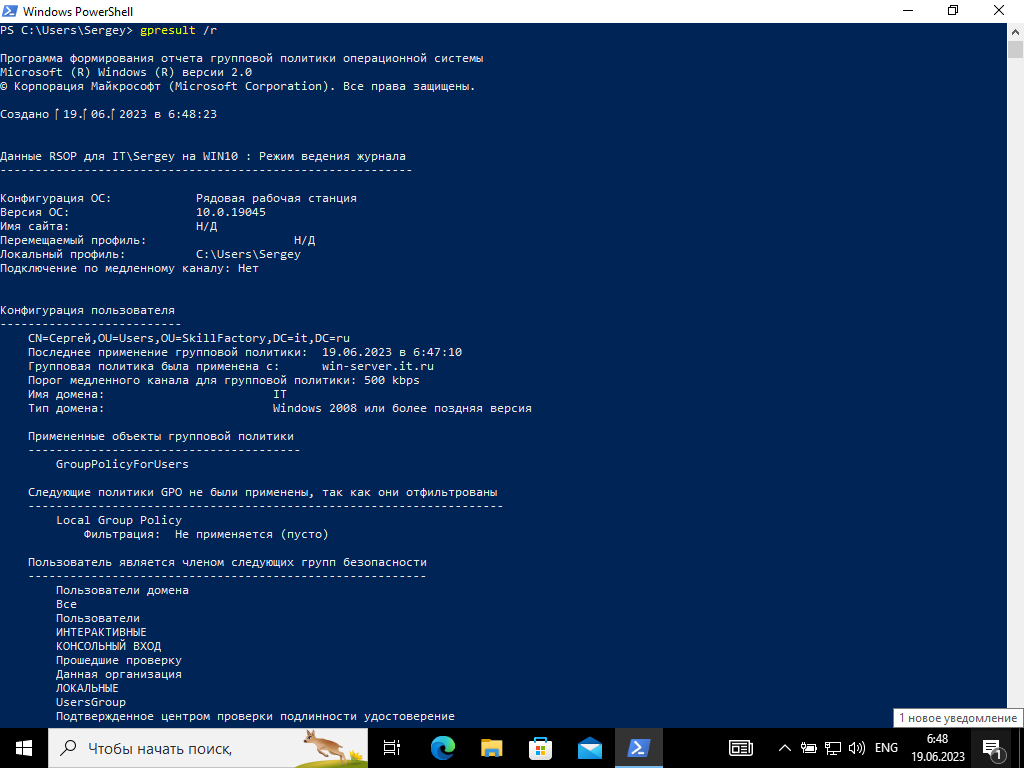 Windows PowerShell
PS C:\Users\Sergey> gpresult /r
Программа формирования отчета групповой политики операционной системы
Microsoft (R) Windows (R) версии 2.0
© Корпорация Майкрософт (Microsoft Corporation). Все права защищены.
Создано 19.06.2023 в 6:48:23
Данные RSOP для IT\Sergey на WIN10 : Режим ведения журнала
-----------------------------------------------------------
Конфигурация ОС: Рядовая рабочая станция
Версия ОС: 10.0.19045
Имя сайта: Н/Д
Перемещаемый профиль: Н/Д
Локальный профиль: C:\Users\Sergey
Подключение по медленному каналу: Нет
Конфигурация пользователя
--------------------------
CN=Сергей,OU=Users,OU=SkillFactory,DC=it,DC=ru
Последнее применение групповой политики: 19.06.2023 в 6:47:10
Групповая политика была применена с: win-server.it.ru
Порог медленного канала для групповой политики: 500 kbps
Имя домена: IT
Тип домена: Windows 2008 или более поздняя версия
Примененные объекты групповой политики
---------------------------------------
GroupPolicyForUsers
Следующие политики GPO не были применены, так как они отфильтрованы
--------------------------------------------------------------------
Local Group Policy
Фильтрация: Не применяется (пусто)
Пользователь является членом следующих групп безопасности
---------------------------------------------------------
Пользователи домена
Все
Пользователи
ИНТЕРАКТИВНЫЕ
КОНСОЛЬНЫЙ ВХОД
Прошедшие проверку
Данная организация
ЛОКАЛЬНЫЕ
UsersGroup
Подтвержденное центром проверки подлинности удостоверение
1 новое уведомление
Чтобы начать поиск,
ENG
6:48
19.06.2023
1